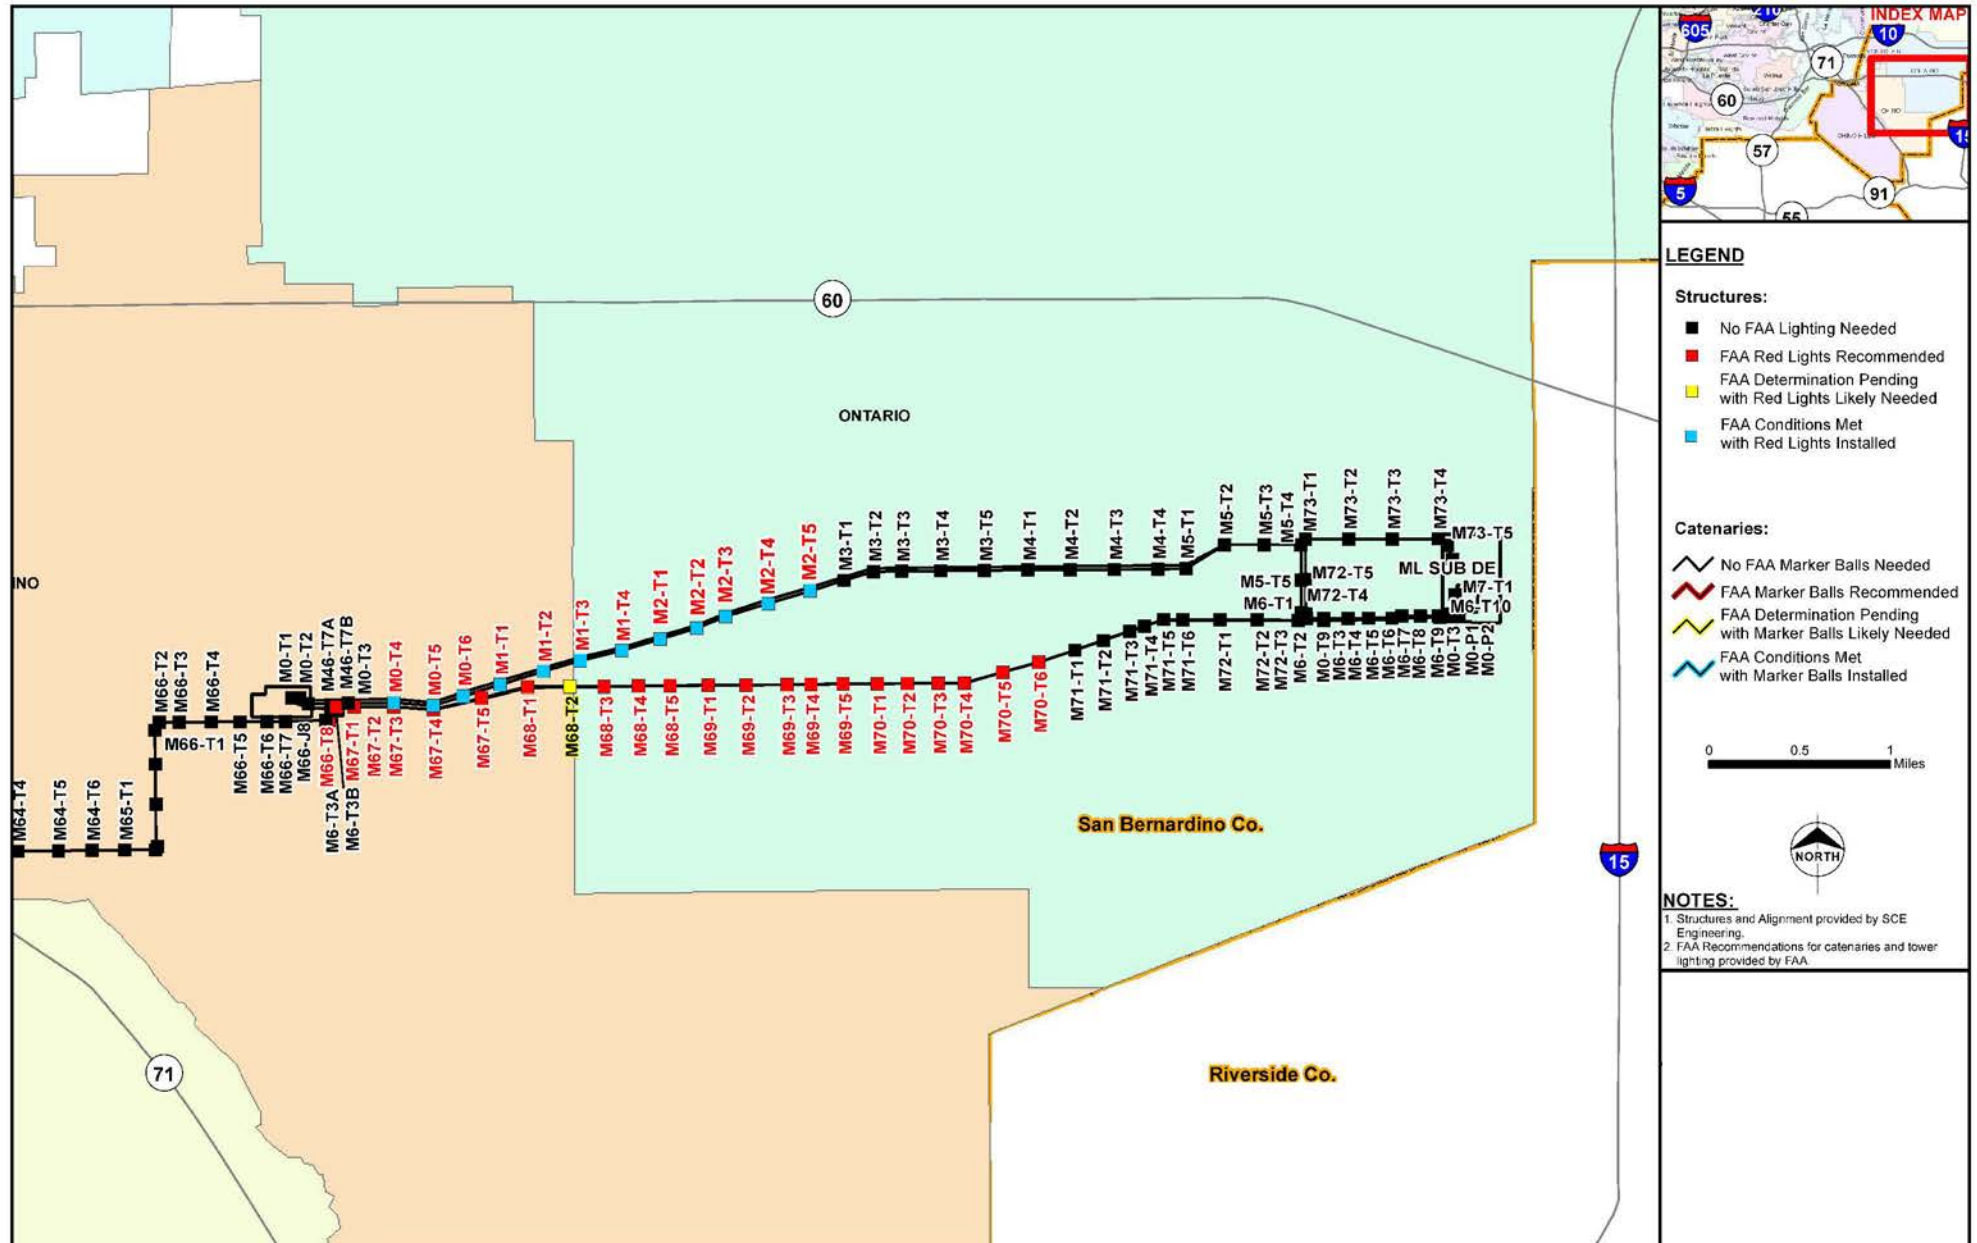 INDEX MAP
210
605
10
71
60
57
5
91
55
15
LEGEND
Structures:
No FAA Lighting Needed
FAA Red Lights Recommended
FAA Determination Pending
with Red Lights Likely Needed
FAA Conditions Met
with Red Lights Installed
Catenaries:
No FAA Marker Balls Needed
FAA Marker Balls Recommended
FAA Determination Pending
with Marker Balls Likely Needed
FAA Conditions Met
with Marker Balls Installed
0 0.5 1
Miles
NORTH
NOTES:
1. Structures and Alignment provided by SCE
Engineering.
2. FAA Recommendations for catenaries and tower
lighting provided by FAA
60
ONTARIO
INO
San Bernardino Co.
Riverside Co.
15
71
M64-T4
M64-T5
M64-T6
M65-T1
M66-T2
M66-T3
M66-T4
M66-T1
M66-T5
M66-T6
M66-T7
M66-J8
M66-T8
M6-T3A
M6-T3B
M0-T1
M0-T2
M46-T7A
M46-T7B
M0-T3
M0-T4
M0-T5
M0-T6
M1-T1
M1-T2
M1-T3
M1-T4
M2-T1
M2-T2
M2-T3
M2-T4
M2-T5
M3-T1
M3-T2
M3-T3
M3-T4
M3-T5
M4-T1
M4-T2
M4-T3
M4-T4
M5-T1
M5-T2
M5-T3
M5-T4
M73-T1
M73-T2
M73-T3
M73-T4
M73-T5
M5-T5
M72-T5
ML SUB DE
M72-T4
M7-T1
M6-T1
M6-T10
M67-T1
M67-T2
M67-T3
M67-T4
M67-T5
M68-T1
M68-T2
M68-T3
M68-T4
M68-T5
M69-T1
M69-T2
M69-T3
M69-T4
M69-T5
M70-T1
M70-T2
M70-T3
M70-T4
M70-T5
M70-T6
M71-T1
M71-T2
M71-T3
M71-T4
M71-T5
M71-T6
M72-T1
M72-T2
M72-T3
M6-T2
M0-T9
M6-T3
M6-T4
M6-T5
M6-T6
M6-T7
M6-T8
M6-T9
M0-T3
M0-P1
M0-P2